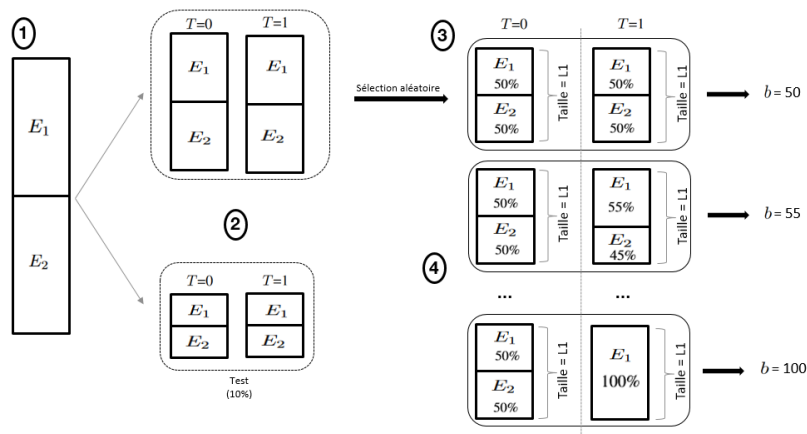 1
E1
E2
T=0 T=1
E1 E1
E2 E2
2
T=0 T=1
E1 E1
E2 E2
Test
(10%)
Sélection aléatoire
3
T=0 T=1
E1
50%
E2
50%
Taille = L1
E1
50%
E2
50%
Taille = L1
b = 50
E1
50%
E2
50%
Taille = L1
E1
55%
E2
45%
Taille = L1
b = 55
4
... ...
E1
50%
E2
50%
Taille = L1
E1
100%
Taille = L1
b = 100